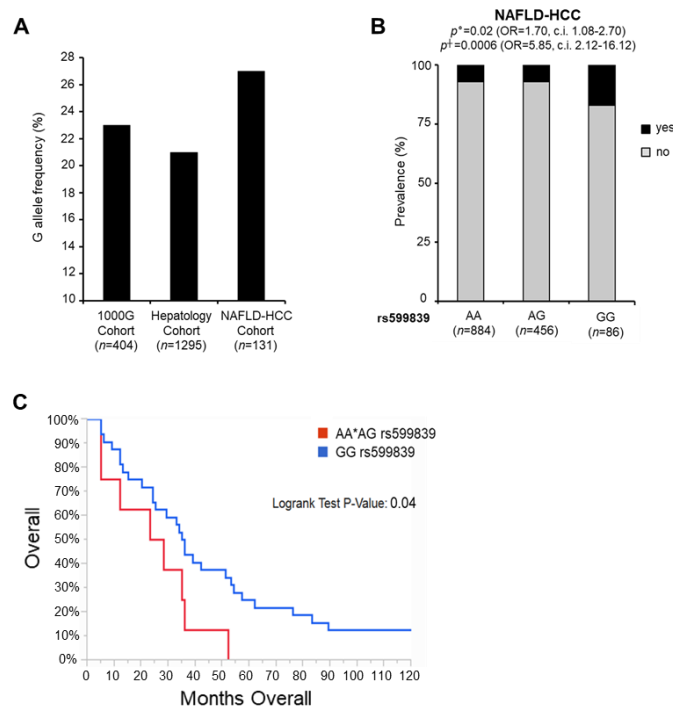 A
G allele frequency (%)
28
26
24
22
20
18
16
14
12
10
1000G
Cohort
(n=404)
Hepatology
Cohort
(n=1295)
NAFLD-HCC
Cohort
(n=131)
B
NAFLD-HCC
p*=0.02 (OR=1.70, c.i. 1.08-2.70)
p‡=0.0006 (OR=5.85, c.i. 2.12-16.12)
Prevalence (%)
100
75
50
25
0
yes
no
rs599839
AA
(n=884)
AG
(n=456)
GG
(n=86)
C
Overall
100%
90%
80%
70%
60%
50%
40%
30%
20%
10%
0%
AA*AG rs599839
GG rs599839
Logrank Test P-Value: 0.04
0 10 20 30 40 50 60 70 80 90 100 110 120
Months Overall